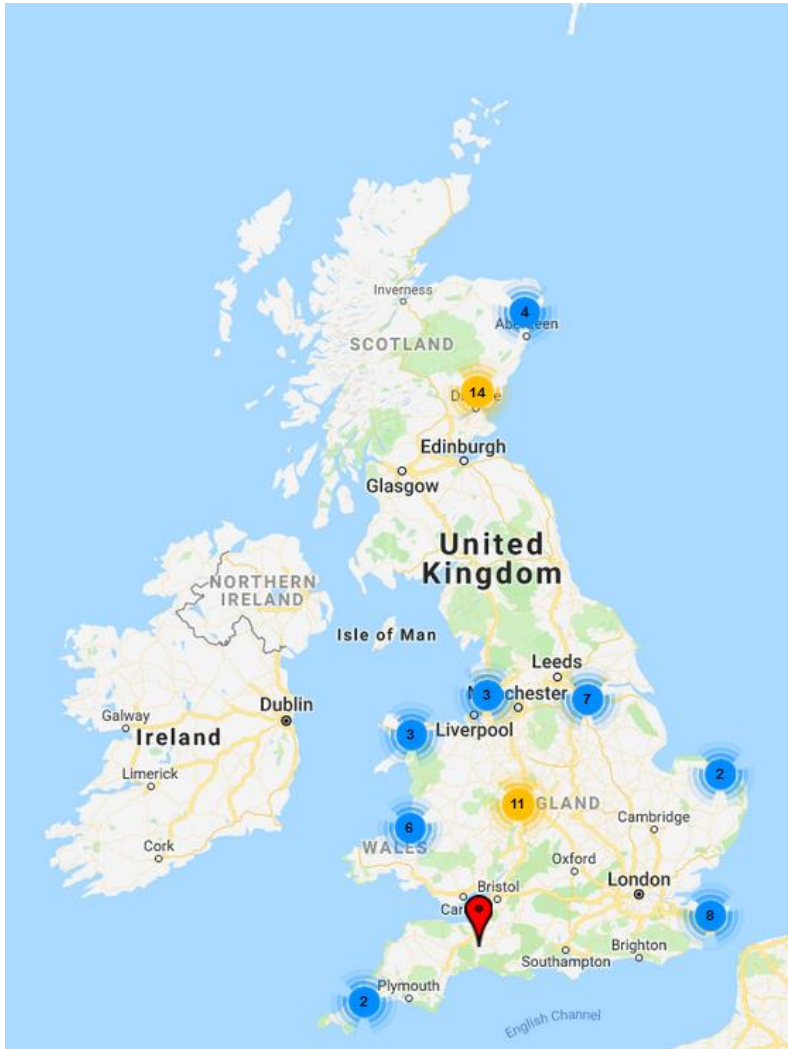 Inverness
4
Aberdeen
SCOTLAND
14
Edinburgh
Glasgow
United
Kingdom
NORTHERN
IRELAND
Isle of Man
Leeds
3
chester
7
Dublin
Galway
Liverpool
3
Ireland
2
Limerick
11
GLAND
6
Cambridge
WALES
Cork
Oxford
London
Bristol
Car
8
Brighton
Southampton
Plymouth
2
English Channel